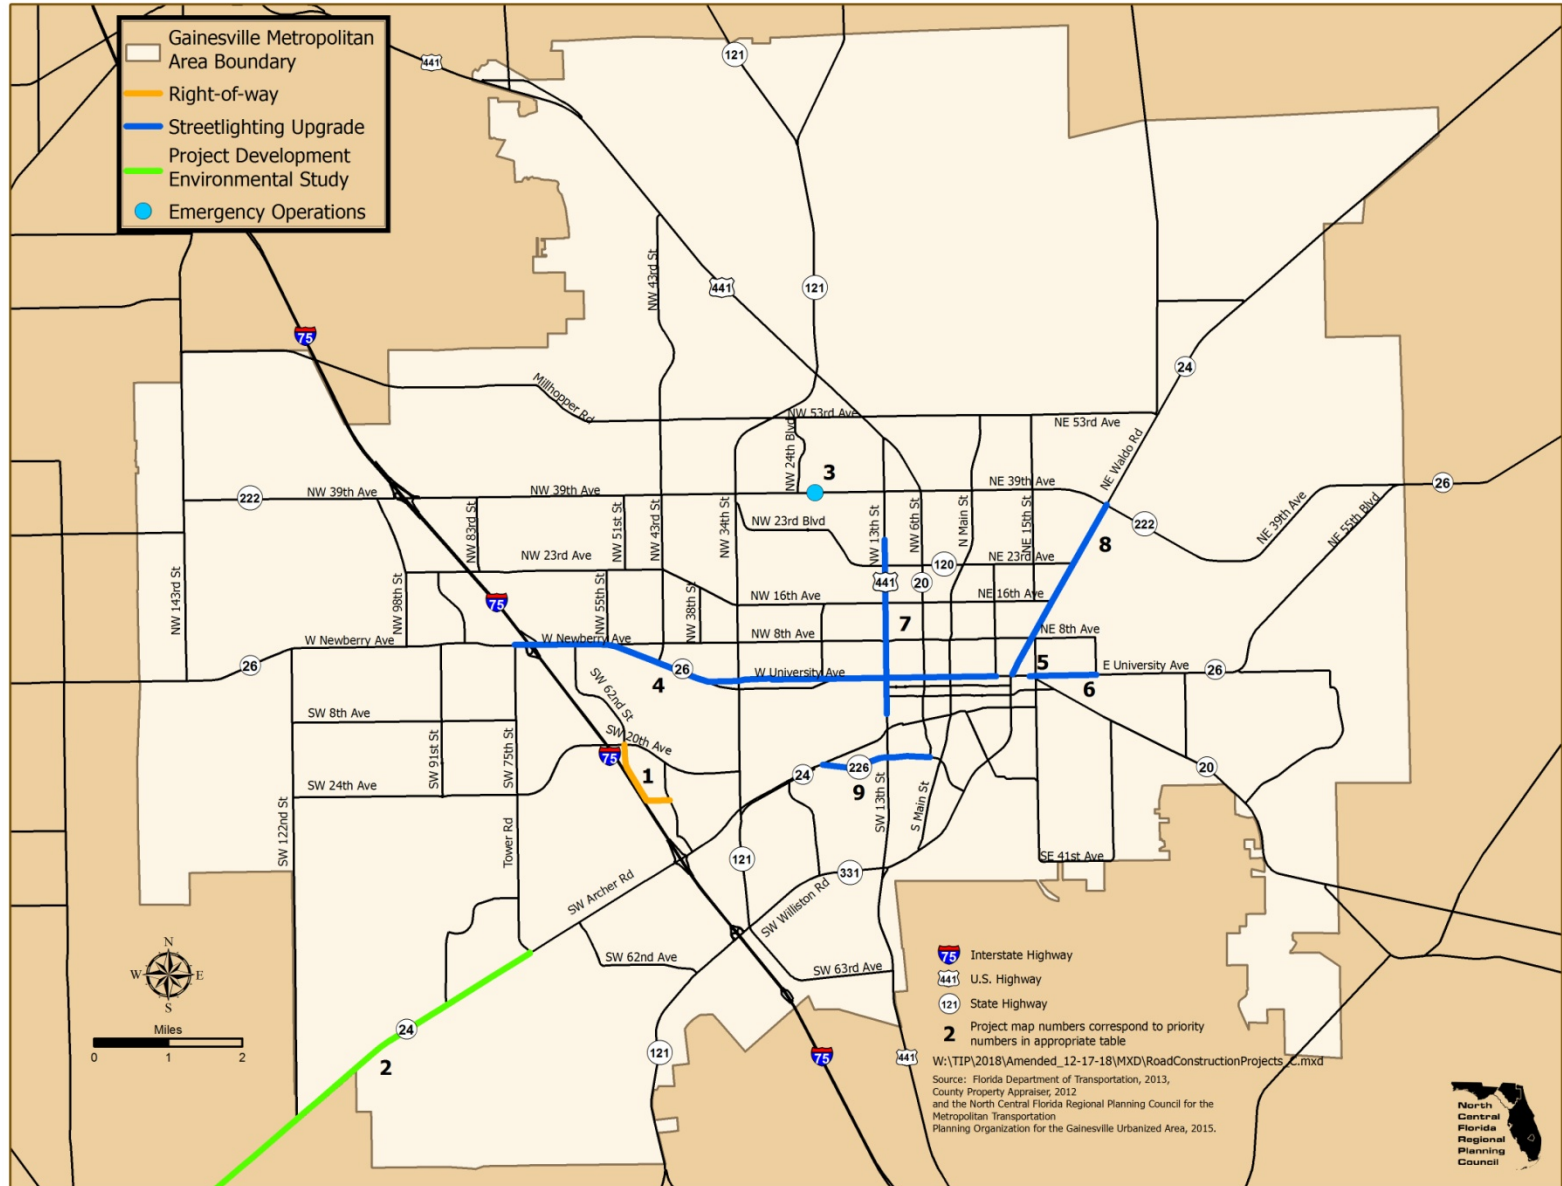 Gainesville Metropolitan
Area Boundary
Right-of-way
Streetlighting Upgrade
Project Development
Environmental Study
Emergency Operations
441
121
NW 43rd St
441
121
75
24
Millhopper Rd
NW 53rd Ave
NE 53rd Ave
NW 24th Blvd
NE Waldo Rd
3
26
222
NW 39th Ave
NW 39th Ave
NE 39th Ave
222
NE 39th Ave
NE 55th Blvd
NW 83rd St
NW 51st St
NW 43rd St
NW 34th St
NW 23rd Blvd
NW 13th St
NW 6th St
N Main St
NE 15th St
8
NW 143rd St
NW 98th St
NW 23rd Ave
NW 55th St
NW 38th St
120
NE 23rd Ave
441
20
75
NW 16th Ave
NE 16th Ave
7
W Newberry Ave
W Newberry Ave
NW 8th Ave
NE 8th Ave
26
26
4
W University Ave
5
6
E University Ave
26
SW 62nd St
SW 8th Ave
SW 91st St
SW 75th St
SW 20th Ave
75
1
SW 24th Ave
24
226
9
20
SW 122nd St
Tower Rd
SW 13th St
S Main St
SE 41st Ave
121
331
SW Archer Rd
SW Williston Rd
SW 62nd Ave
SW 63rd Ave
24
2
121
75
441
N
W
E
S
Miles
0 1 2
75 Interstate Highway
441 U.S. Highway
121 State Highway
2 Project map numbers correspond to priority
numbers in appropriate table
W:\TIP\2018\Amended_12-17-18\MXD\RoadConstructionProjects_C.mxd
Source: Florida Department of Transportation, 2013,
County Property Appraiser, 2012
and the North Central Florida Regional Planning Council for the
Metropolitan Transportation
Planning Organization for the Gainesville Urbanized Area, 2015.
North
Central
Florida
Regional
Planning
Council